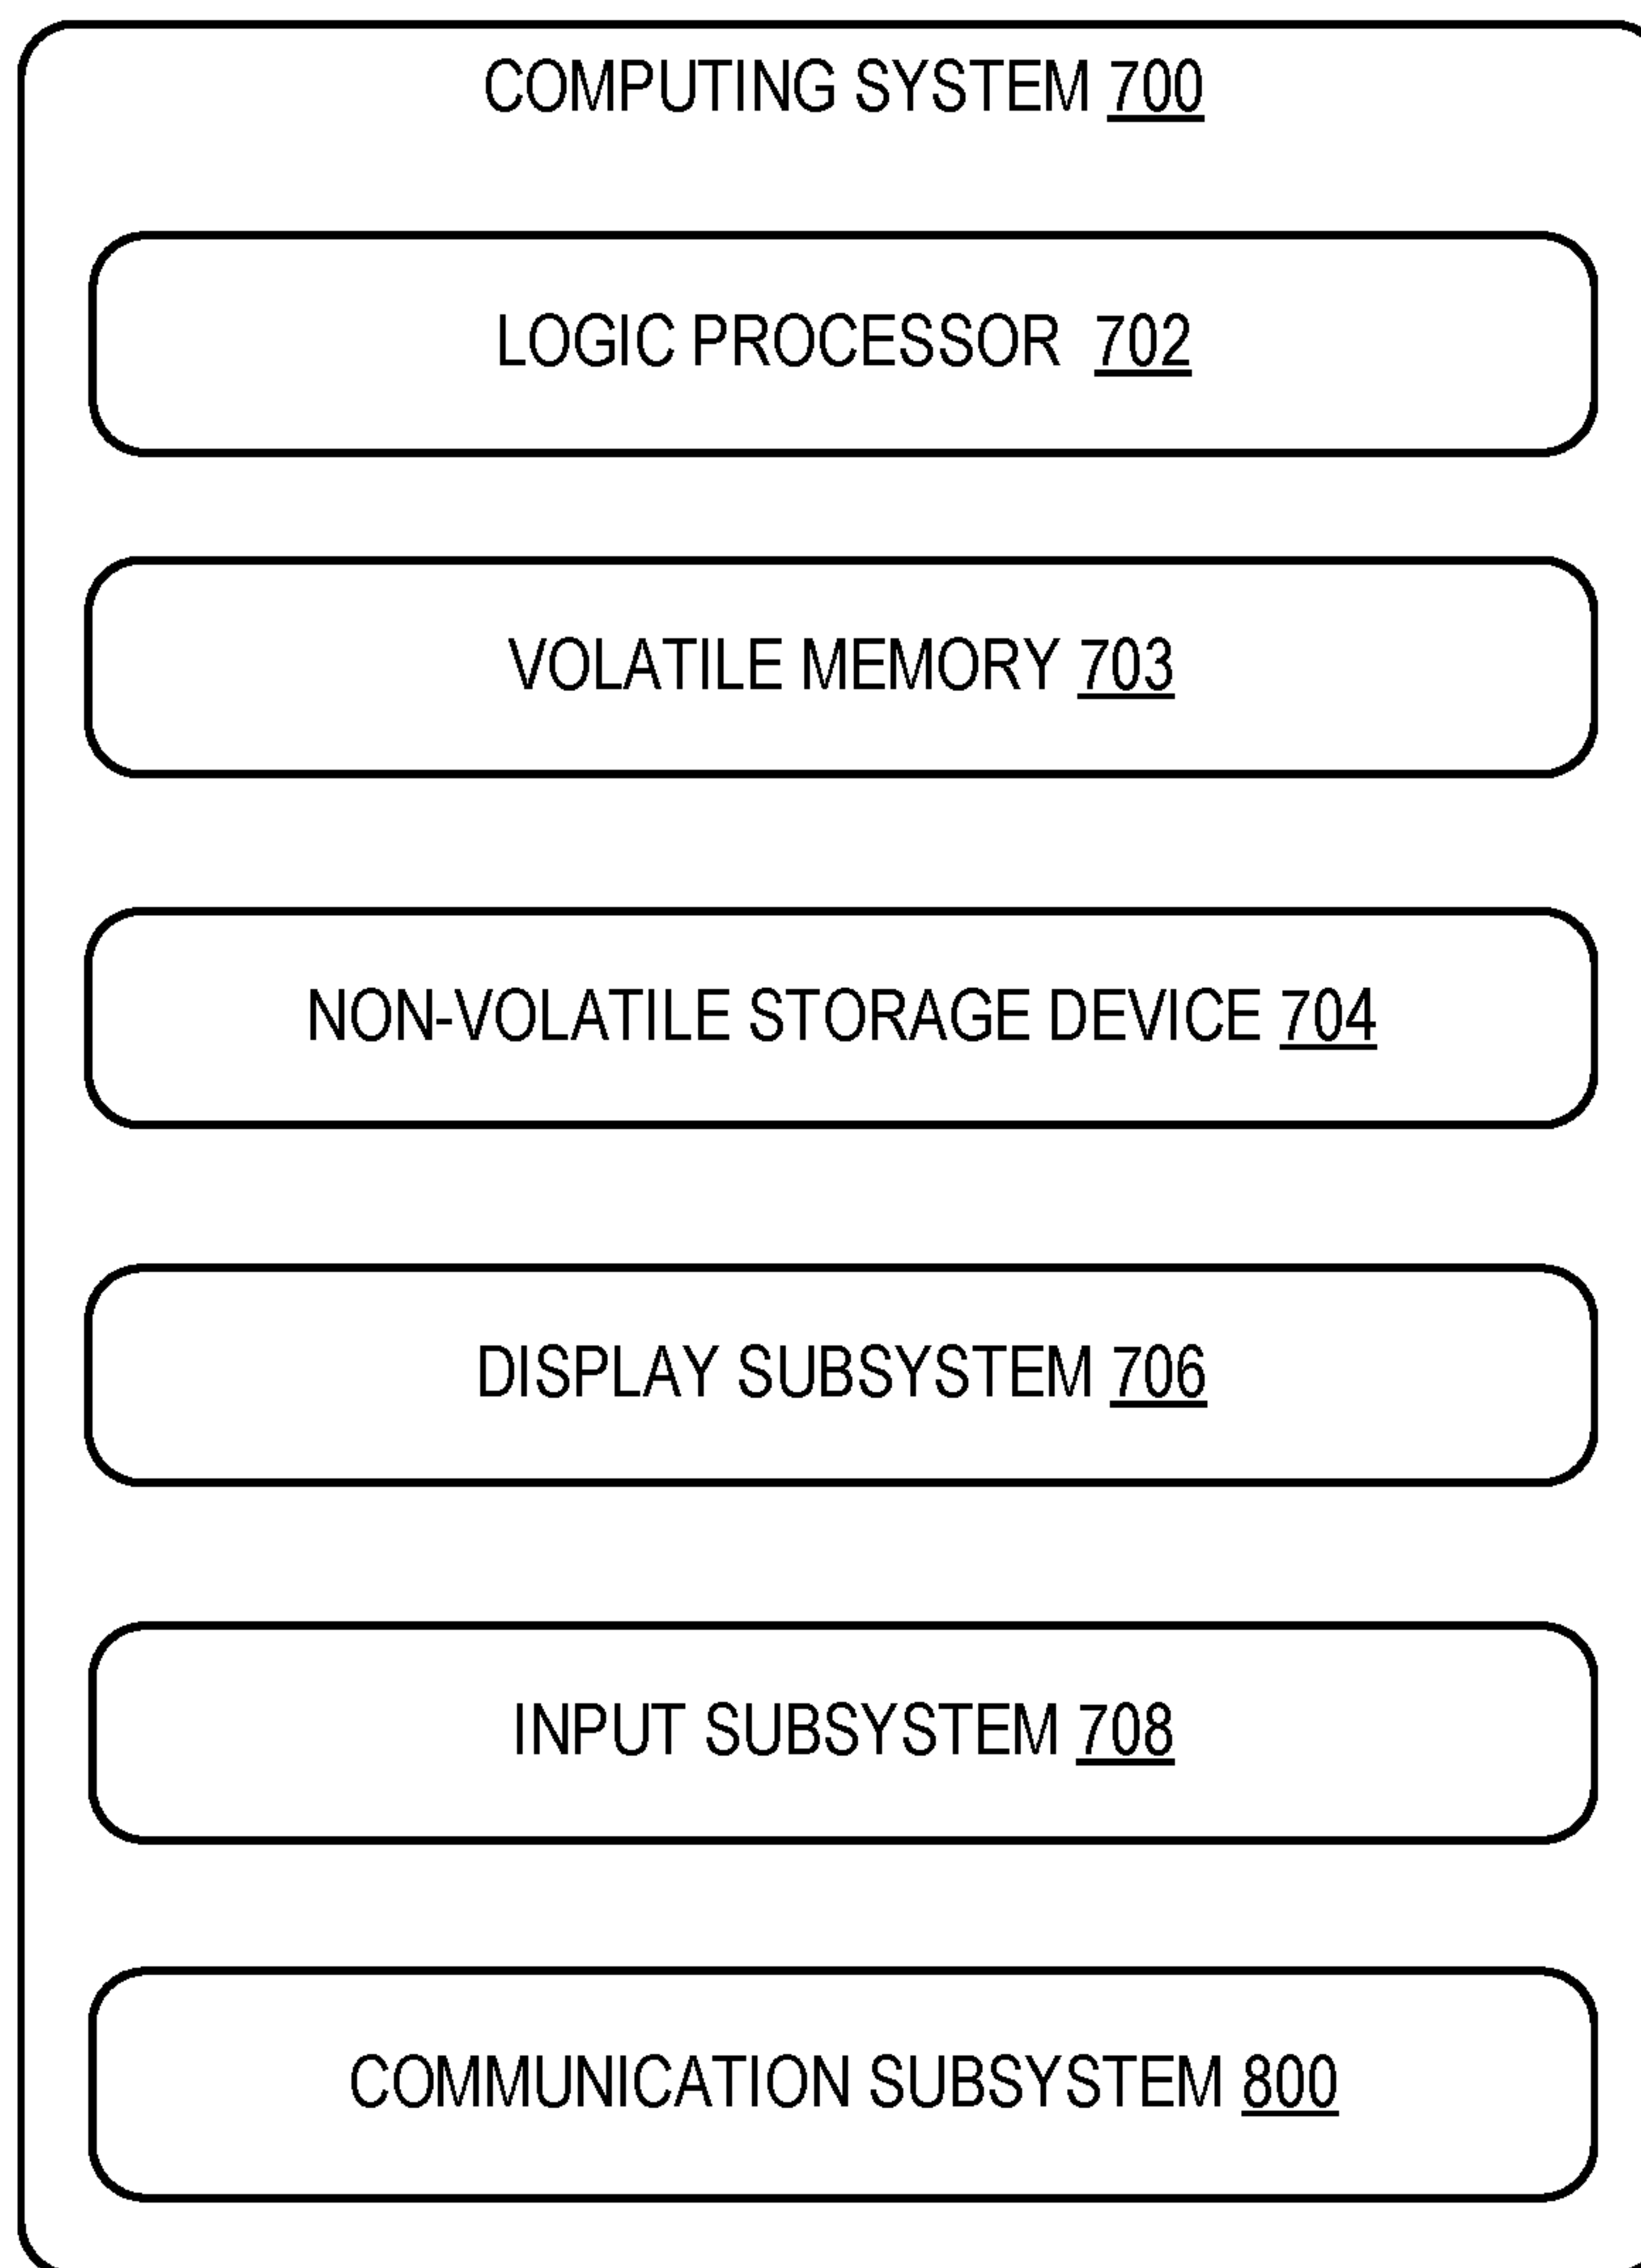 COMPUTING SYSTEM 700
LOGIC PROCESSOR 702
VOLATILE MEMORY 703
NON-VOLATILE STORAGE DEVICE 704
DISPLAY SUBSYSTEM 706
INPUT SUBSYSTEM 708
COMMUNICATION SUBSYSTEM 800